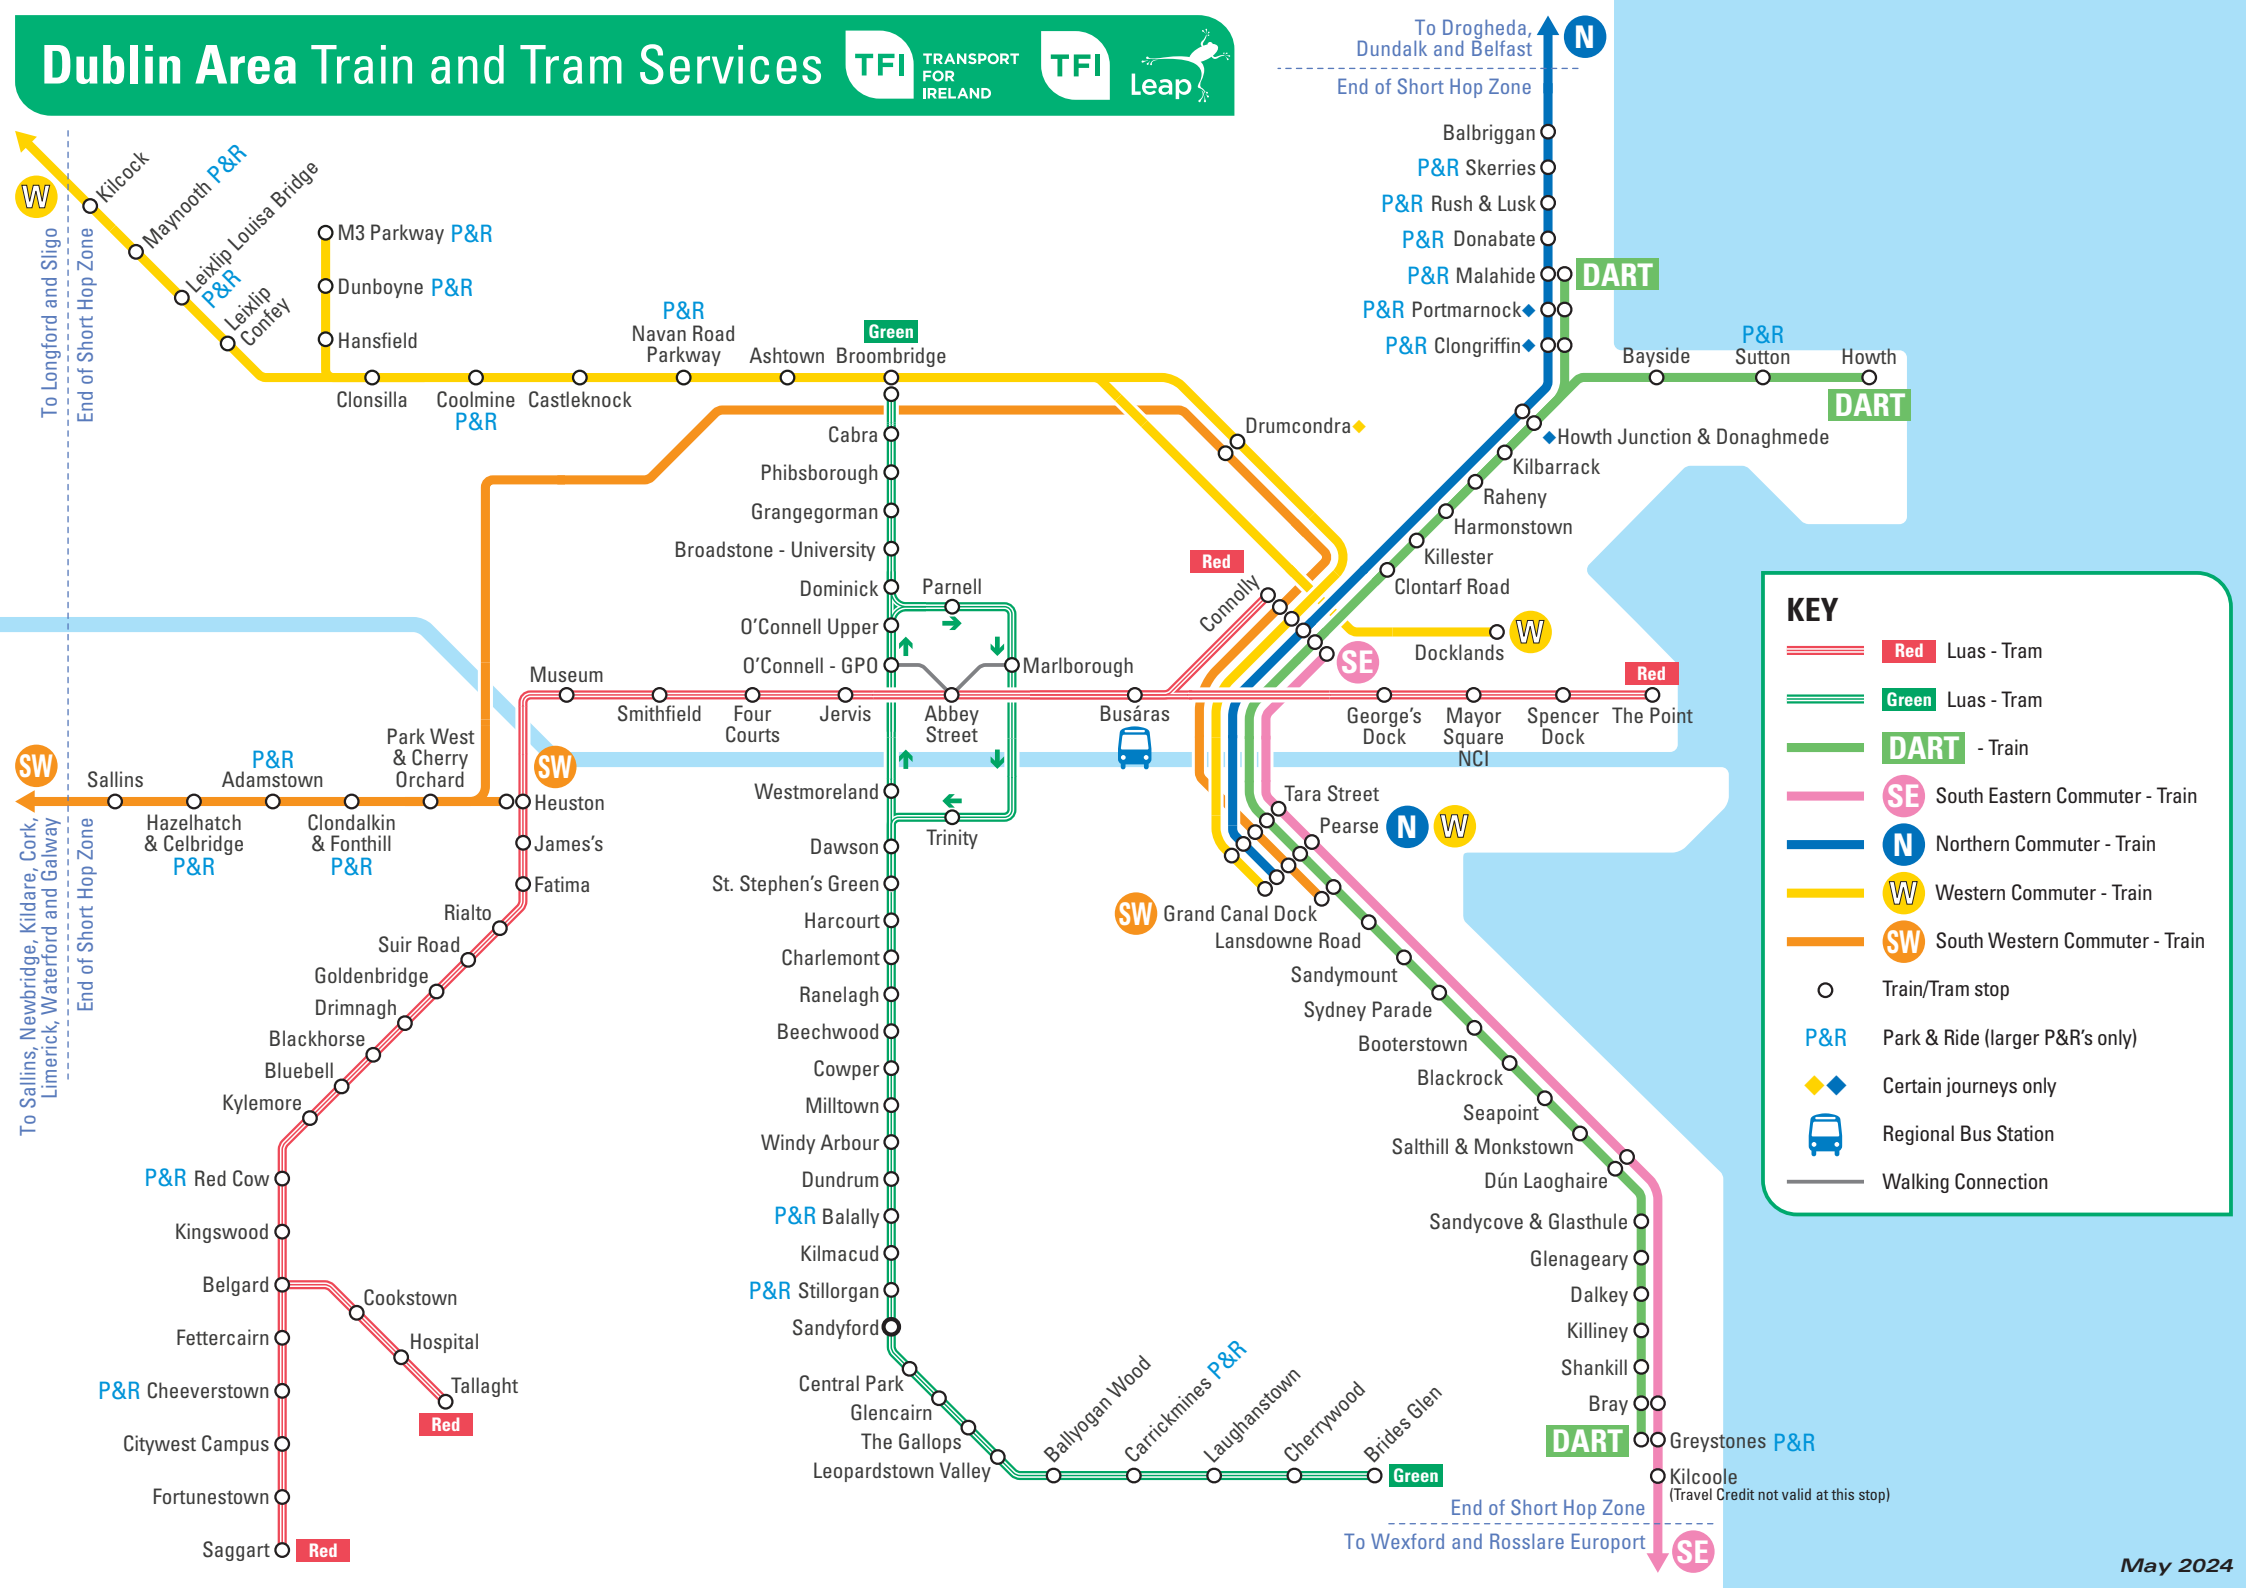 Dublin Area Train and Tram Services
TFI
TRANSPORT
FOR
IRELAND
TFI
Leap
To Drogheda,
Dundalk and Belfast
N
End of Short Hop Zone
Balbriggan
P&R Skerries
P&R Rush & Lusk
P&R Donabate
P&R Malahide
DART
P&R Portmarnock
P&R Clongriffin
Bayside
P&R
Sutton
Howth
DART
Howth Junction & Donaghmede
Kilbarrack
Raheny
Harmonstown
Killester
Clontarf Road
W
To Longford and Sligo
End of Short Hop Zone
Kilcock
Maynooth P&R
Leixlip Louisa Bridge
P&R
Leixlip
Confey
M3 Parkway P&R
Dunboyne P&R
Hansfield
Clonsilla
Coolmine
P&R
Castleknock
P&R
Navan Road
Parkway
Ashtown
Green
Broombridge
Drumcondra
Cabra
Phibsborough
Grangegorman
Broadstone - University
Dominick
Parnell
O'Connell Upper
O'Connell - GPO
Marlborough
Red
Connolly
Docklands
W
SE
Red
Museum
Smithfield
Four
Courts
Jervis
Abbey
Street
Busáras
George's
Dock
Mayor
Square
NCI
Spencer
Dock
The Point
SW
Sallins
Hazelhatch
& Celbridge
P&R
P&R
Adamstown
Clondalkin
& Fonthill
P&R
Park West
& Cherry
Orchard
SW
Heuston
James's
Fatima
Rialto
Suir Road
Goldenbridge
Drimnagh
Blackhorse
Bluebell
Kylemore
P&R Red Cow
Kingswood
Belgard
Cookstown
Hospital
Tallaght
Red
Fettercairn
P&R Cheeverstown
Citywest Campus
Fortunestown
Saggart
Red
To Sallins, Newbridge, Kildare, Cork,
Limerick, Waterford and Galway
End of Short Hop Zone
Westmoreland
Trinity
Dawson
St. Stephen's Green
Harcourt
Charlemont
Ranelagh
Beechwood
Cowper
Milltown
Windy Arbour
Dundrum
P&R Balally
Kilmacud
P&R Stillorgan
Sandyford
Central Park
Glencairn
The Gallops
Leopardstown Valley
Ballyogan Wood
Carrickmines P&R
Laughanstown
Cherrywood
Brides Glen
Green
Tara Street
Pearse
N
W
SW
Grand Canal Dock
Lansdowne Road
Sandymount
Sydney Parade
Booterstown
Blackrock
Seapoint
Salthill & Monkstown
Dún Laoghaire
Sandycove & Glasthule
Glenageary
Dalkey
Killiney
Shankill
Bray
DART
Greystones P&R
Kilcoole
(Travel Credit not valid at this stop)
End of Short Hop Zone
To Wexford and Rosslare Europort
SE
KEY
Red Luas - Tram
Green Luas - Tram
DART - Train
SE South Eastern Commuter - Train
N Northern Commuter - Train
W Western Commuter - Train
SW South Western Commuter - Train
Train/Tram stop
P&R Park & Ride (larger P&R's only)
Certain journeys only
Regional Bus Station
Walking Connection
May 2024